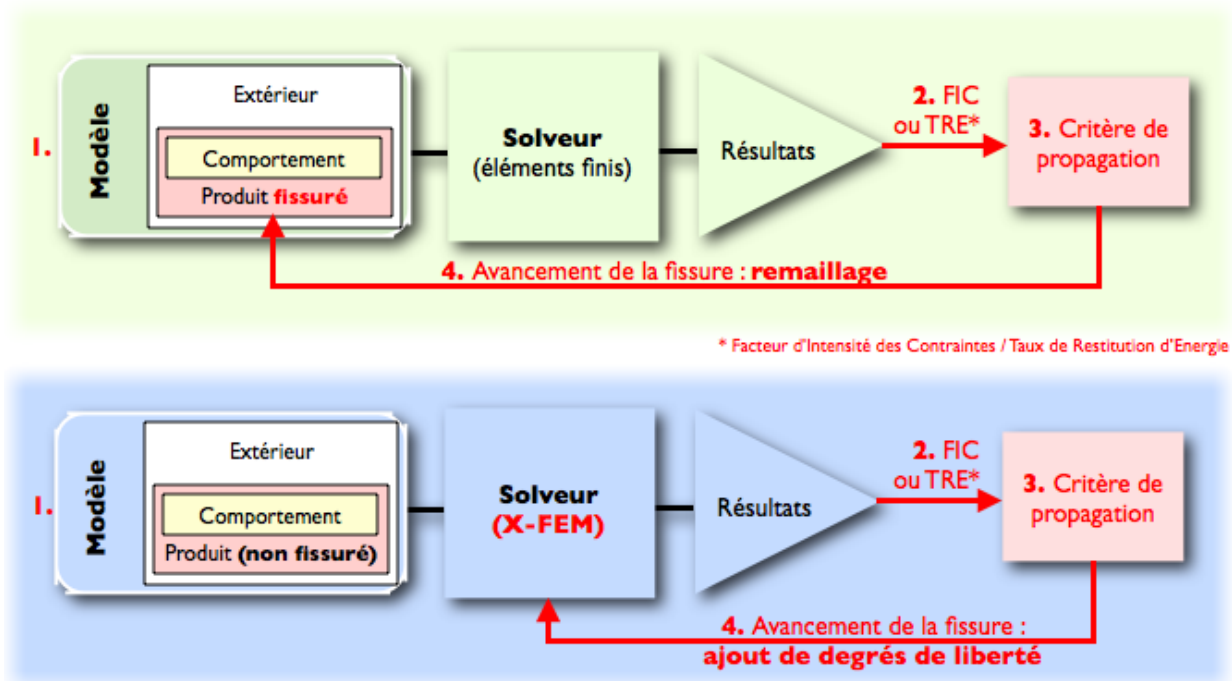 1.
Modèle
Extérieur
Comportement
Produit fissuré
Solveur
(éléments finis)
Résultats
2. FIC
ou TRE*
3. Critère de
propagation
4. Avancement de la fissure : remaillage
* Facteur d'Intensité des Contraintes / Taux de Restitution d'Energie
1.
Modèle
Extérieur
Comportement
Produit (non fissuré)
Solveur
(X-FEM)
Résultats
2. FIC
ou TRE*
3. Critère de
propagation
4. Avancement de la fissure :
ajout de degrés de liberté